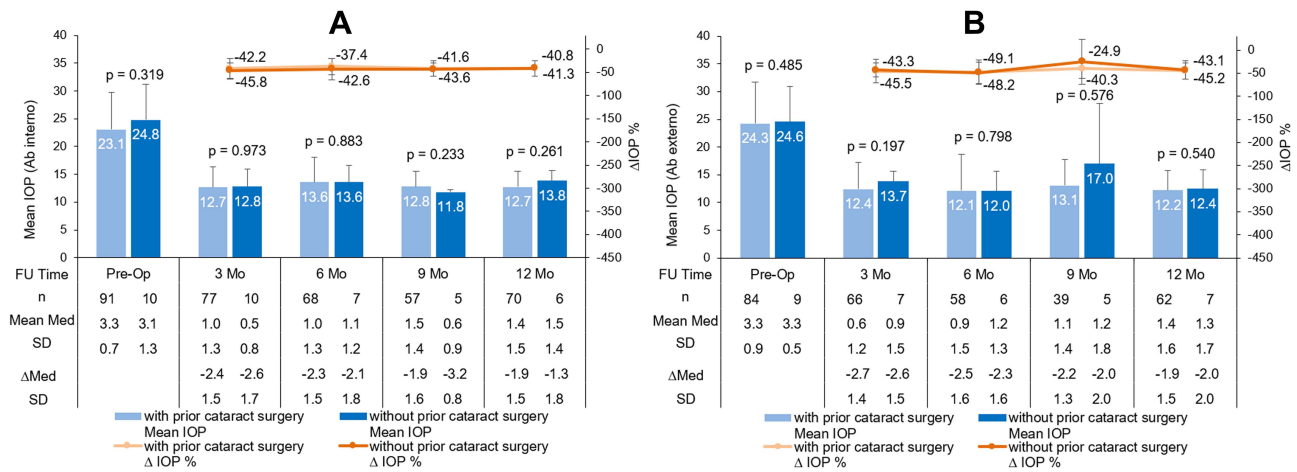 A
40
35
30
25
20
15
10
5
0
Mean IOP (Ab interno)
0
-50
-100
-150
-200
-250
-300
-350
-400
-450
ΔIOP %
-42.2 -37.4 -41.6 -40.8
-45.8 -42.6 -43.6 -41.3
p = 0.319
p = 0.973
p = 0.883
p = 0.233
p = 0.261
23.1 24.8 12.7 12.8 13.6 13.6 12.8 11.8 12.7 13.8
FU Time Pre-Op 3 Mo 6 Mo 9 Mo 12 Mo
n 91 10 77 10 68 7 57 5 70 6
Mean Med 3.3 3.1 1.0 0.5 1.0 1.1 1.5 0.6 1.4 1.5
SD 0.7 1.3 1.3 0.8 1.3 1.2 1.4 0.9 1.5 1.4
ΔMed -2.4 -2.6 -2.3 -2.1 -1.9 -3.2 -1.9 -1.3
SD 1.5 1.7 1.5 1.8 1.6 0.8 1.5 1.8
with prior cataract surgery
Mean IOP
without prior cataract surgery
Mean IOP
with prior cataract surgery
Δ IOP %
without prior cataract surgery
Δ IOP %
B
40
35
30
25
20
15
10
5
0
Mean IOP (Ab externo)
0
-50
-100
-150
-200
-250
-300
-350
-400
-450
ΔIOP %
-43.3 -49.1 -24.9 -43.1
-45.5 -48.2 -40.3 -45.2
p = 0.485
p = 0.197
p = 0.798
p = 0.576
p = 0.540
24.3 24.6 12.4 13.7 12.1 12.0 13.1 17.0 12.2 12.4
FU Time Pre-Op 3 Mo 6 Mo 9 Mo 12 Mo
n 84 9 66 7 58 6 39 5 62 7
Mean Med 3.3 3.3 0.6 0.9 0.9 1.2 1.1 1.2 1.4 1.3
SD 0.9 0.5 1.2 1.5 1.5 1.3 1.4 1.8 1.6 1.7
ΔMed -2.7 -2.6 -2.5 -2.3 -2.2 -2.0 -1.9 -2.0
SD 1.4 1.5 1.6 1.6 1.3 2.0 1.5 2.0
with prior cataract surgery
Mean IOP
without prior cataract surgery
Mean IOP
with prior cataract surgery
Δ IOP %
without prior cataract surgery
Δ IOP %